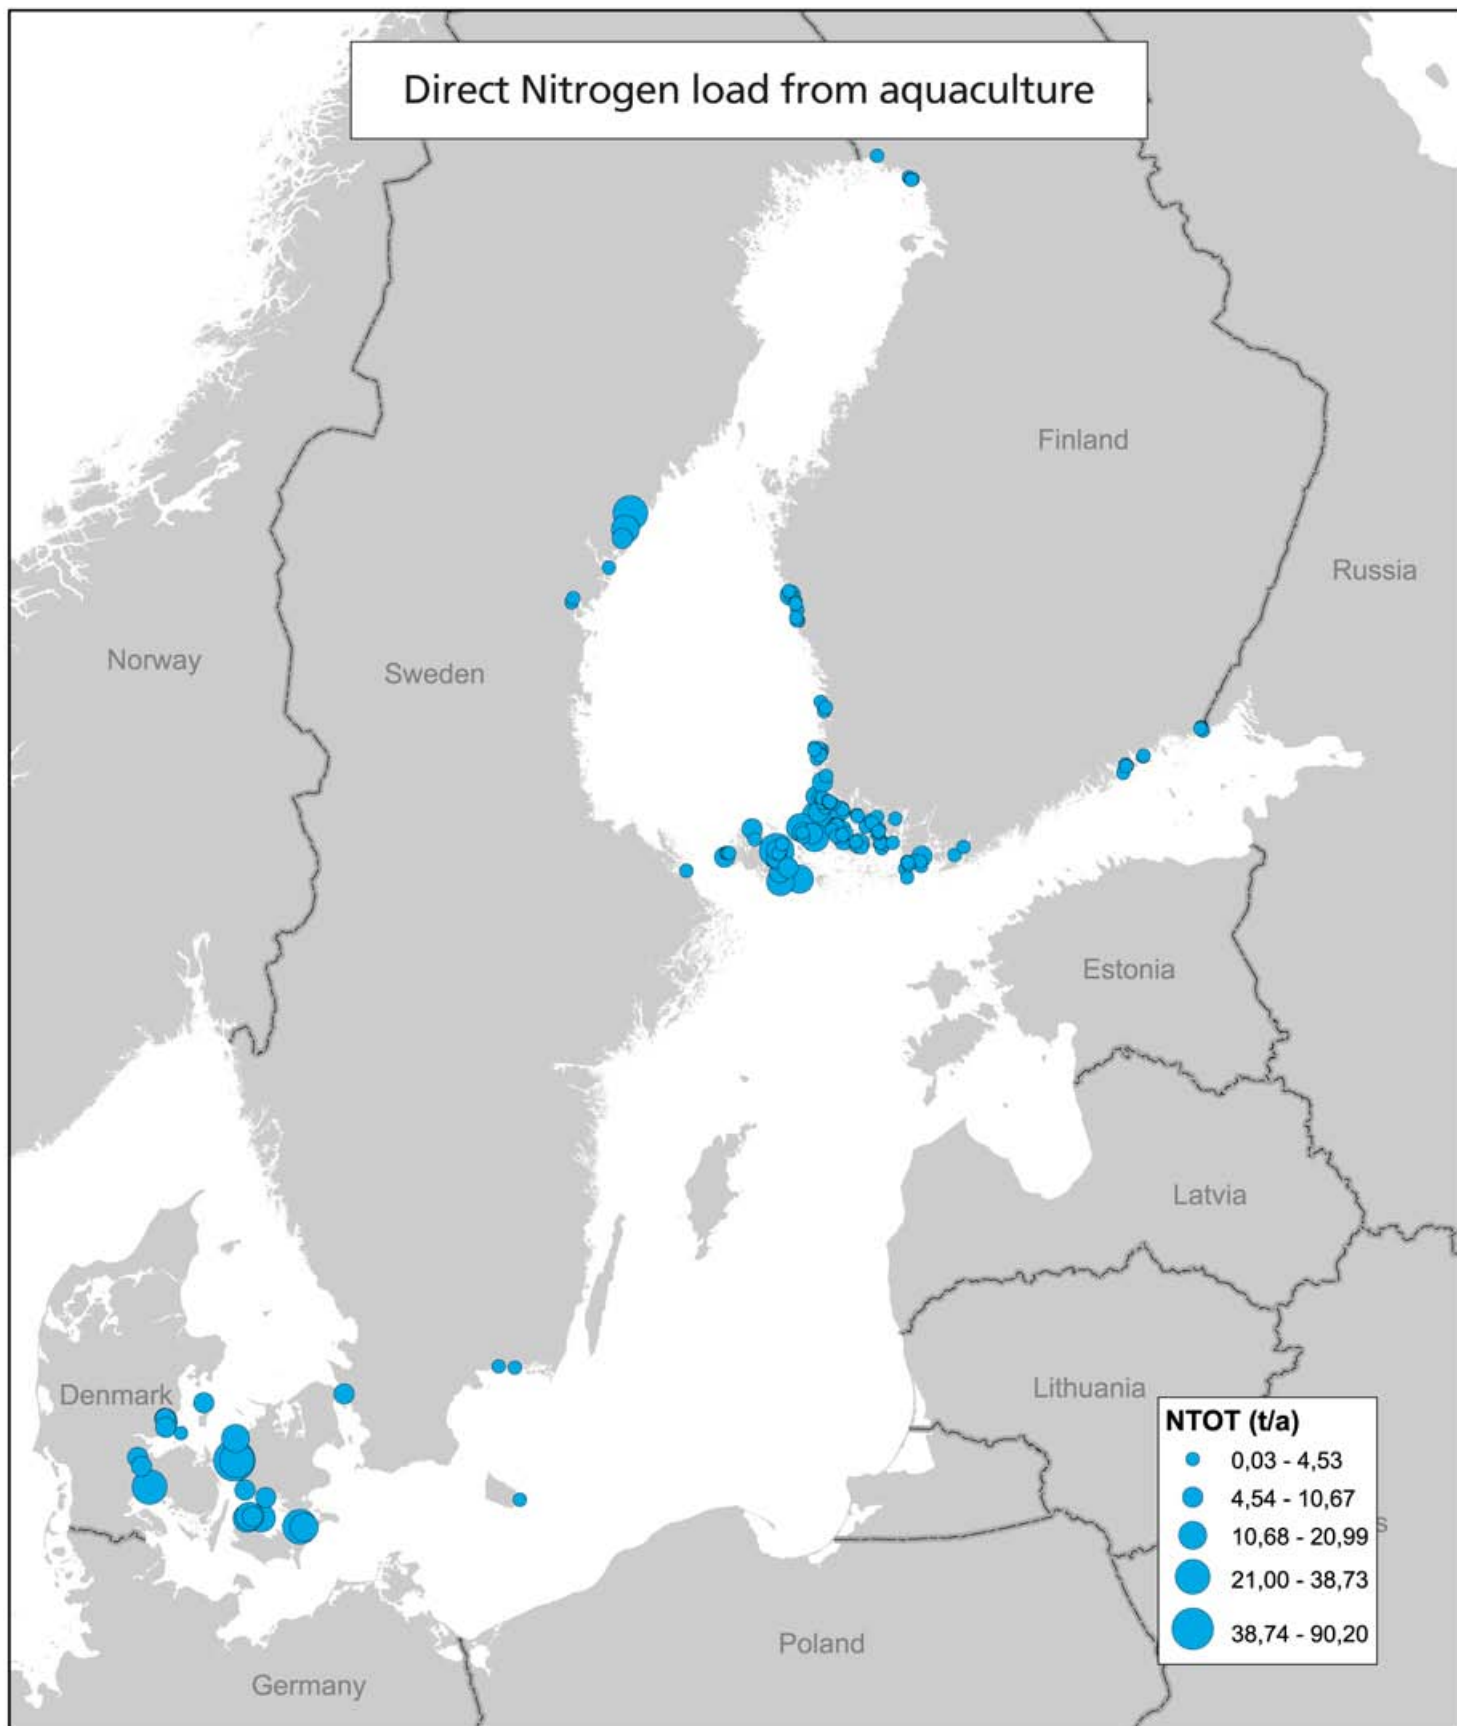 Direct Nitrogen load from aquaculture
Finland
Russia
Norway
Sweden
Estonia
Latvia
Denmark
Lithuania
NTOT (t/a)
0,03 - 4,53
4,54 - 10,67
10,68 - 20,99
21,00 - 38,73
38,74 - 90,20
Poland
Germany